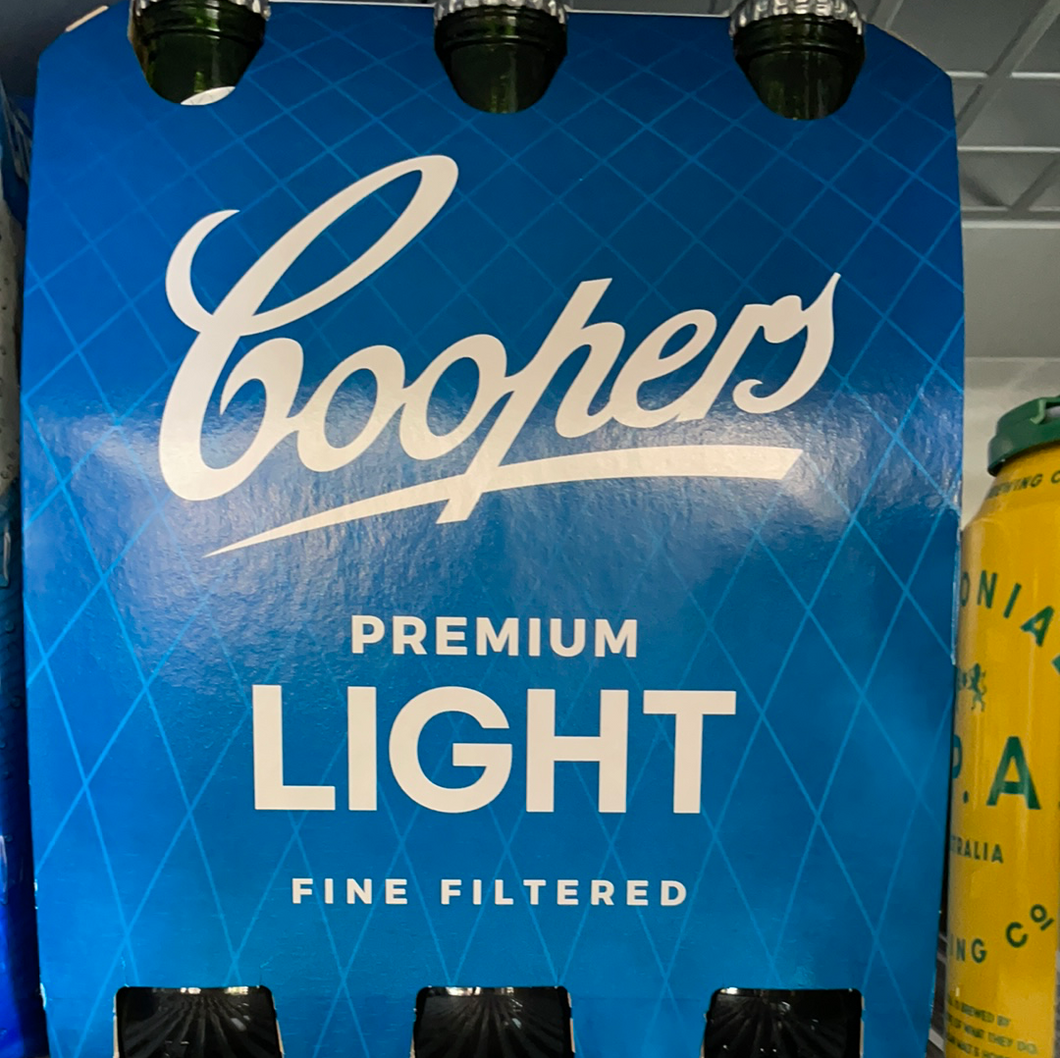 Coopers
PREMIUM
LIGHT
FINE FILTERED
A